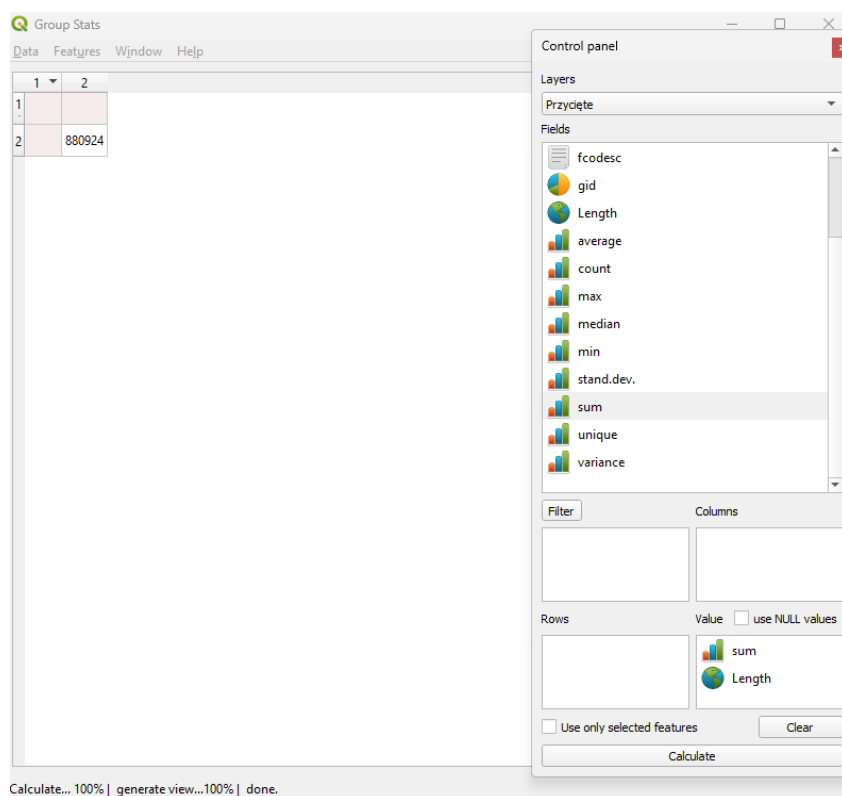 Group Stats
Data Features Window Help
1 2
1
2 880924
Control panel
Layers
Przycięte
Fields
fcodesc
gid
Length
average
count
max
median
min
stand.dev.
sum
unique
variance
Filter Columns
Rows Value use NULL values
sum
Length
Use only selected features Clear
Calculate
Calculate... 100% | generate view...100% | done.